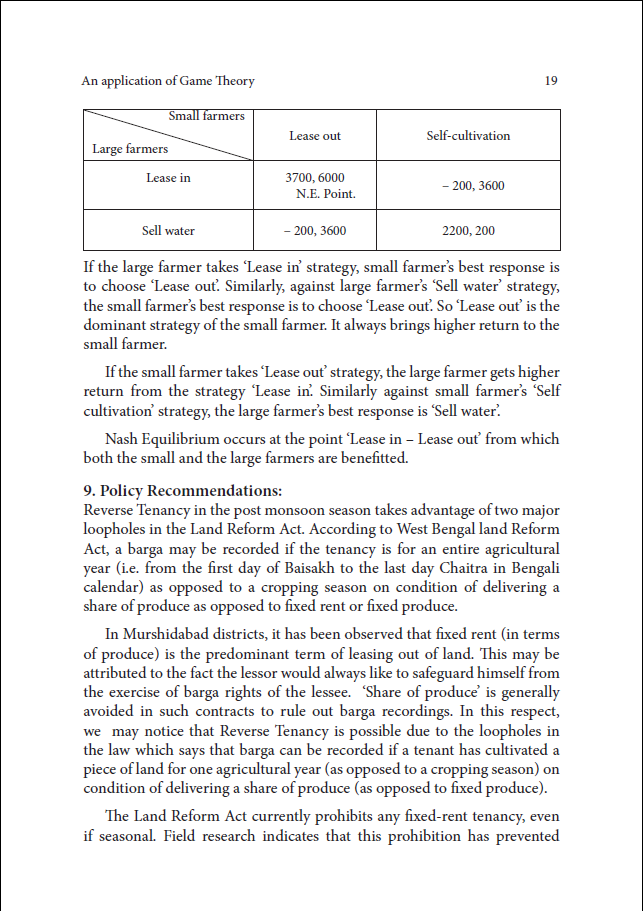 An application of Game Theory 19
Small farmers
Large farmers
Lease out
Self-cultivation
Lease in
3700, 6000
N.E. Point.
– 200, 3600
Sell water
– 200, 3600
2200, 200
If the large farmer takes ‘Lease in’ strategy, small farmer’s best response is
to choose ‘Lease out’. Similarly, against large farmer’s ‘Sell water’ strategy,
the small farmer’s best response is to choose ‘Lease out’. So ‘Lease out’ is the
dominant strategy of the small farmer. It always brings higher return to the
small farmer.
If the small farmer takes ‘Lease out’ strategy, the large farmer gets higher
return from the strategy ‘Lease in’. Similarly against small farmer’s ‘Self
cultivation’ strategy, the large farmer’s best response is ‘Sell water’.
Nash Equilibrium occurs at the point ‘Lease in – Lease out’ from which
both the small and the large farmers are benefitted.
9. Policy Recommendations:
Reverse Tenancy in the post monsoon season takes advantage of two major
loopholes in the Land Reform Act. According to West Bengal land Reform
Act, a barga may be recorded if the tenancy is for an entire agricultural
year (i.e. from the first day of Baisakh to the last day Chaitra in Bengali
calendar) as opposed to a cropping season on condition of delivering a
share of produce as opposed to fixed rent or fixed produce.
In Murshidabad districts, it has been observed that fixed rent (in terms
of produce) is the predominant term of leasing out of land. This may be
attributed to the fact the lessor would always like to safeguard himself from
the exercise of barga rights of the lessee. ‘Share of produce’ is generally
avoided in such contracts to rule out barga recordings. In this respect,
we may notice that Reverse Tenancy is possible due to the loopholes in
the law which says that barga can be recorded if a tenant has cultivated a
piece of land for one agricultural year (as opposed to a cropping season) on
condition of delivering a share of produce (as opposed to fixed produce).
The Land Reform Act currently prohibits any fixed-rent tenancy, even
if seasonal. Field research indicates that this prohibition has prevented